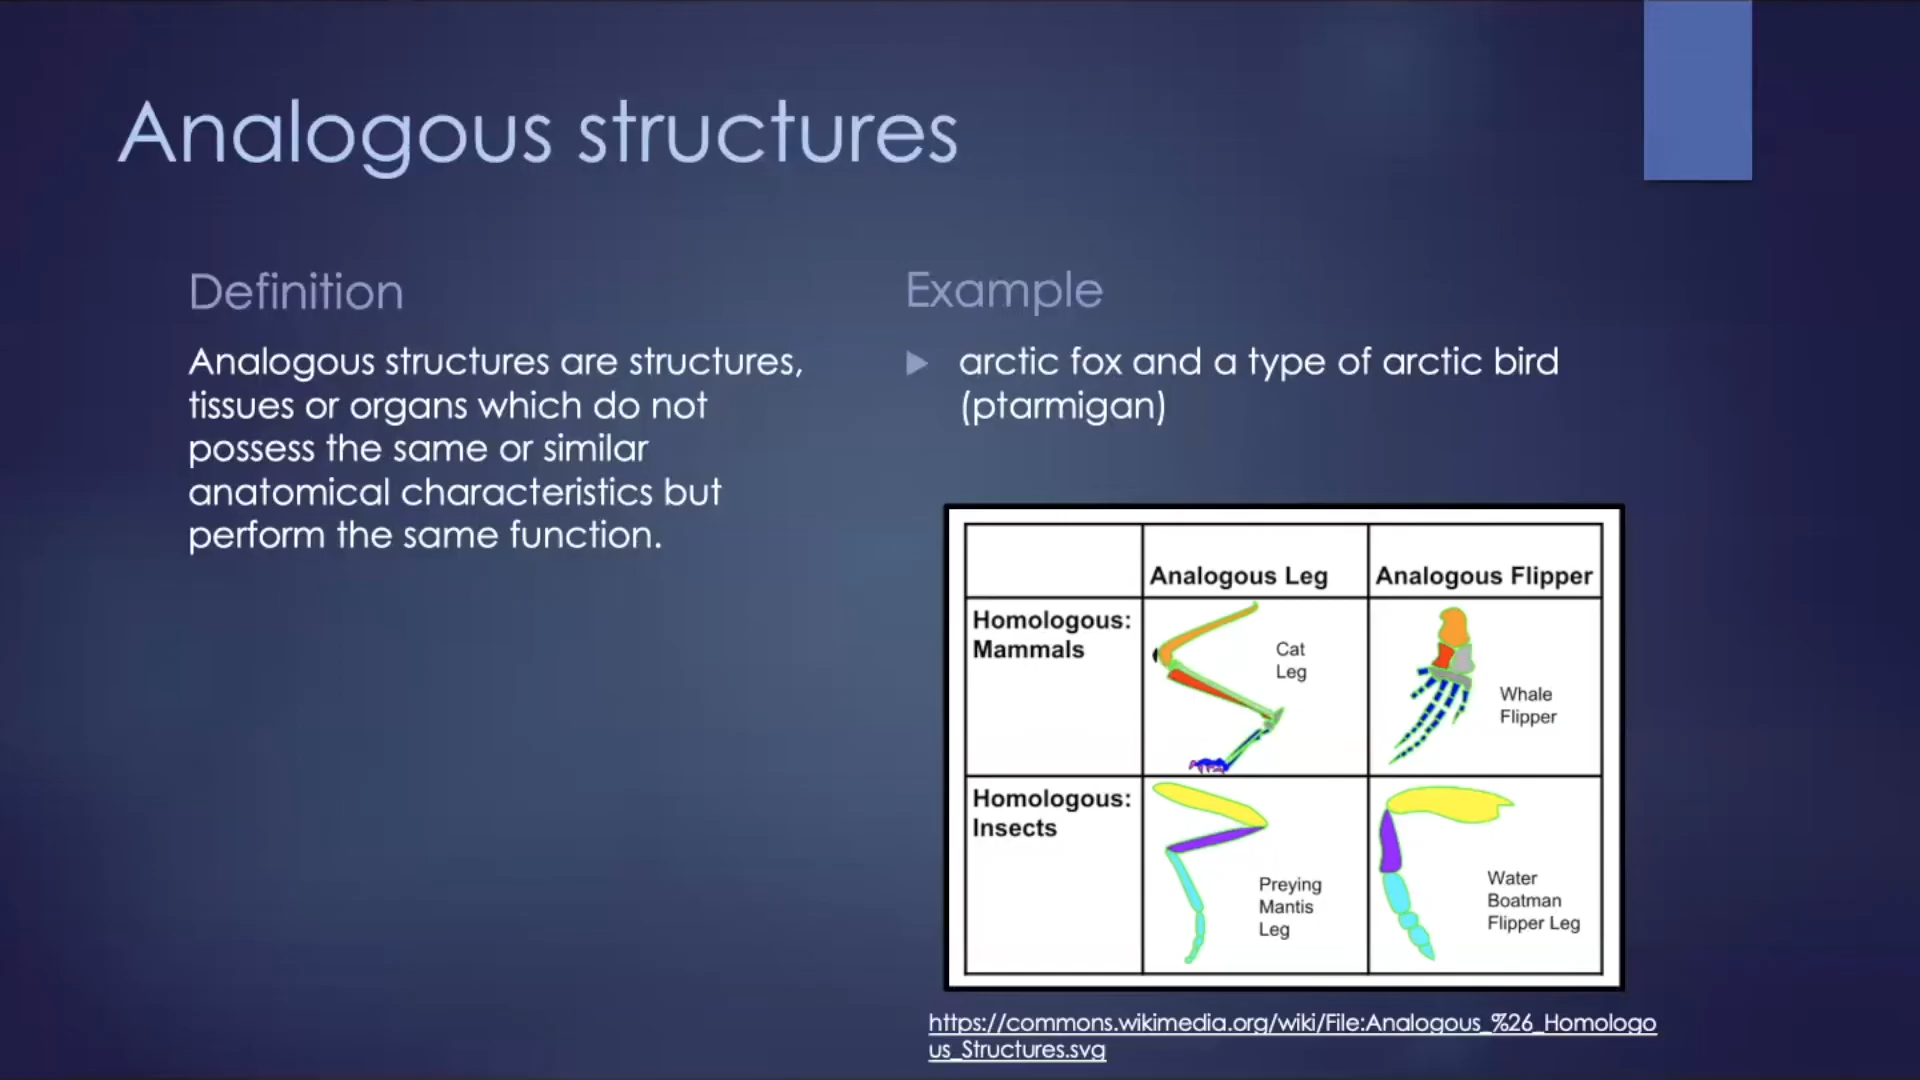 Analogous structures
Definition
Analogous structures are structures,
tissues or organs which do not
possess the same or similar
anatomical characteristics but
perform the same function.
Example
arctic fox and a type of arctic bird
(ptarmigan)
Analogous Leg
Analogous Flipper
Homologous:
Mammals
Cat
Leg
Whale
Flipper
Homologous:
Insects
Preying
Mantis
Leg
Water
Boatman
Flipper Leg
https://commons.wikimedia.org/wiki/File:Analogous_%26_Homologo
us_Structures.svg